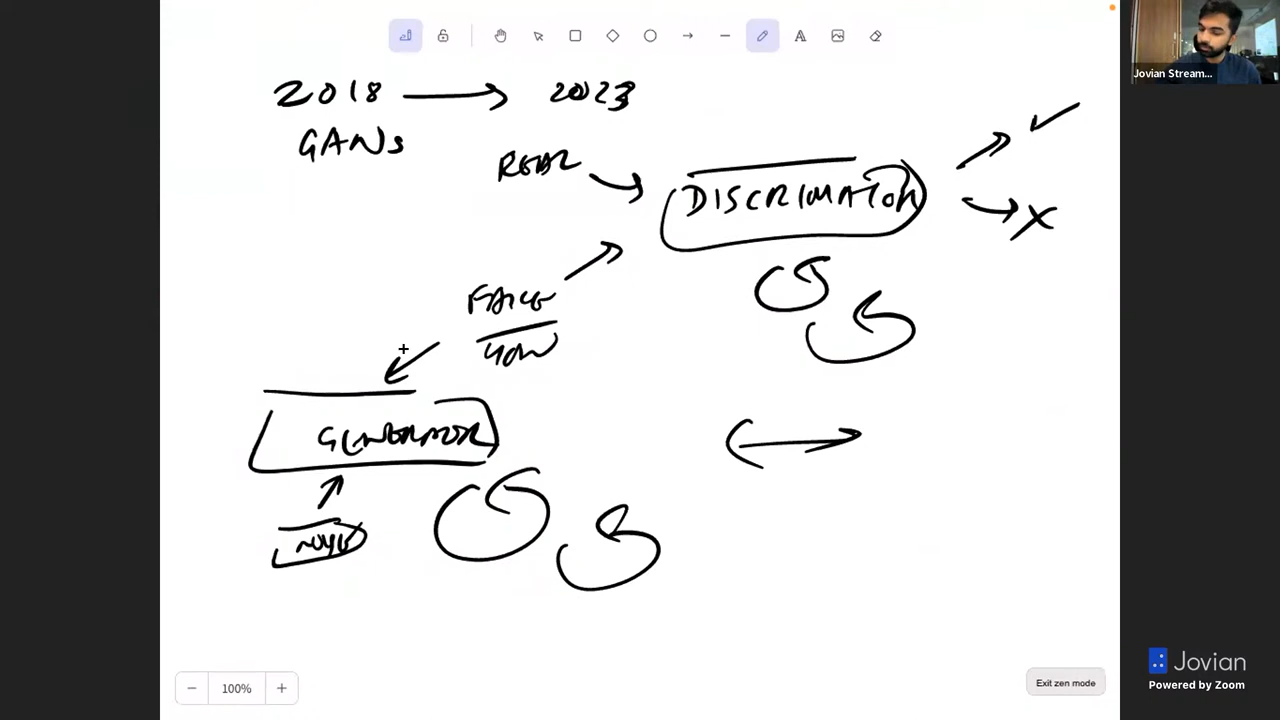 Jovian Stream...
2018 → 2023
GANs
REAL
DISCRIMINATOR
FAKE
GENERATOR
100%
Exit zen mode
Jovian
Powered by Zoom